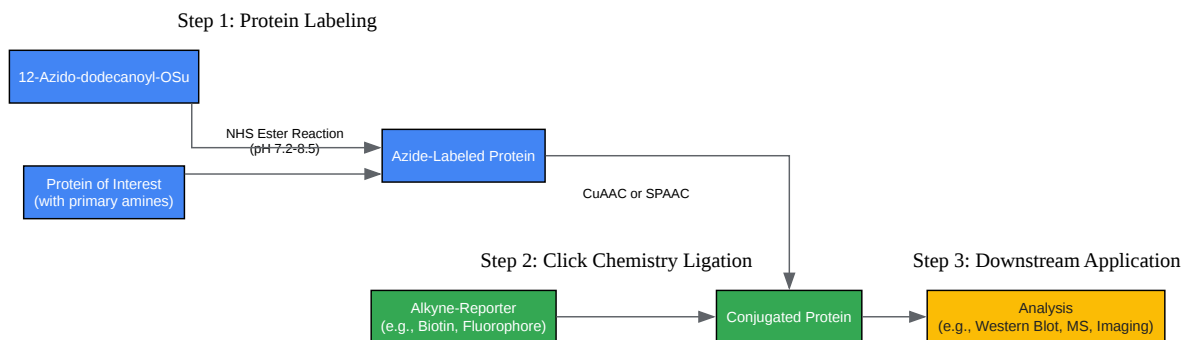 Step 1: Protein Labeling
12-Azido-dodecanoyl-OSu
NHS Ester Reaction
(pH 7.2-8.5)
Azide-Labeled Protein
Protein of Interest
(with primary amines)
CuAAC or SPAAC
Step 2: Click Chemistry Ligation
Step 3: Downstream Application
Alkyne-Reporter
(e.g., Biotin, Fluorophore)
Conjugated Protein
Analysis
(e.g., Western Blot, MS, Imaging)